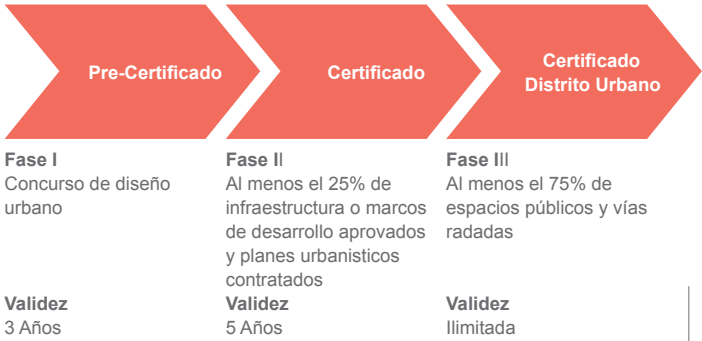 Pre-Certificado
Certificado
Certificado
Distrito Urbano
Fase I
Concurso de diseño
urbano
Validez
3 Años
Fase II
Al menos el 25% de
infraestructura o marcos
de desarrollo aprovados
y planes urbanisticos
contratados
Validez
5 Años
Fase III
Al menos el 75% de
espacios públicos y vías
radadas
Validez
Ilimitada